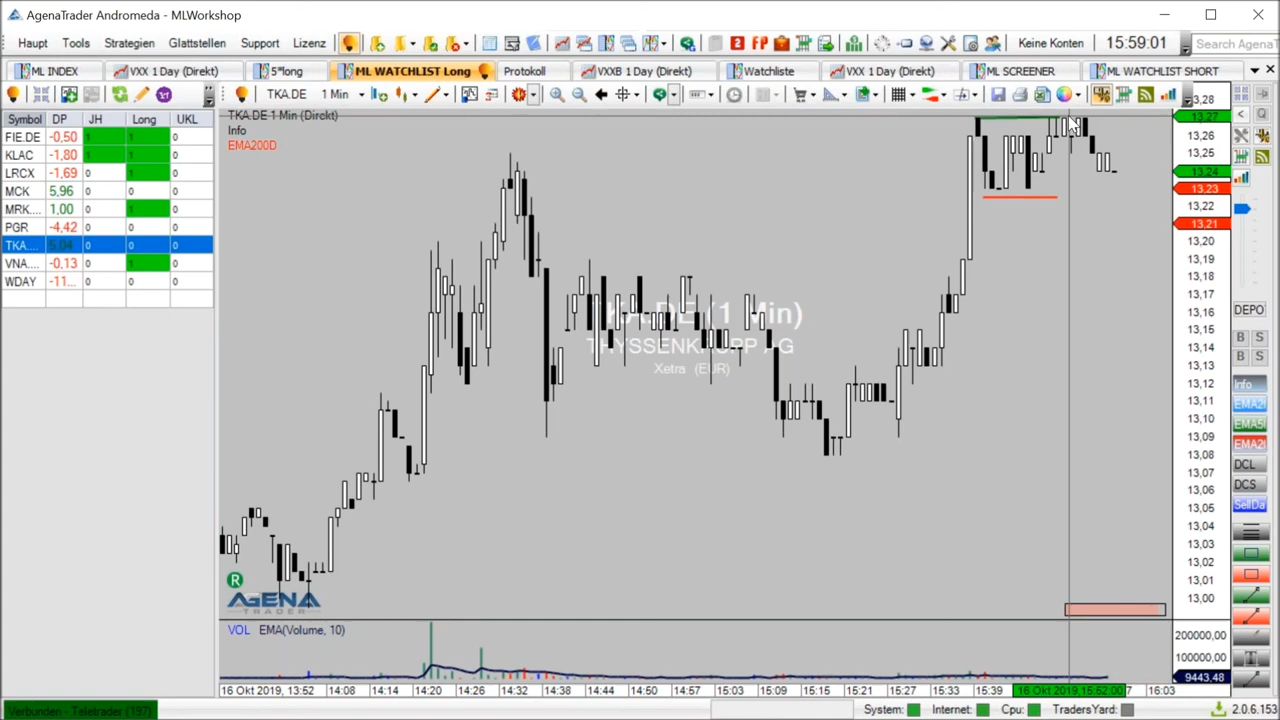 AgenaTrader Andromeda - MLWorkshop
Haupt Tools Strategien Glattstellen Support Lizenz Keine Konten 15:59:01 Search AgenaT
ML INDEX VXX 1 Day (Direkt) 5*long ML WATCHLIST Long Protokoll VXXB 1 Day (Direkt) Watchliste VXX 1 Day (Direkt) ML SCREENER ML WATCHLIST SHORT
TKA.DE 1 Min
Symbol DP JH Long UKL
FIE.DE -0,50 1 1 0
KLAC -1,80 1 1 0
LRCX -1,69 0 1 0
MCK 5,96 0 0 0
MRK... 1,00 0 1 0
PGR -4,42 0 0 0
TKA.... 5,04 0 0 0
VNA.... -0,13 0 1 0
WDAY -11... 0 0 0
TKA.DE 1 Min (Direkt)
Info
EMA200D
KA.DE (1 Min)
THYSSENKRUPP AG
Xetra (EUR)
R
AGENA
TRADER
13,28
13,27
13,26
13,25
13,24
13,23
13,22
13,21
13,20
13,19
13,18
13,17
13,16
13,15
13,14
13,13
13,12
13,11
13,10
13,09
13,08
13,07
13,06
13,05
13,04
13,03
13,02
13,01
13,00
DEPO
B S
B S
Info
EMA2
EMA5
EMA2
DCL
DCS
SellDa
VOL EMA(Volume, 10)
200000,00
100000,00
9443,48
16 Okt 2019, 13:52 14:08 14:14 14:20 14:26 14:32 14:38 14:44 14:50 14:57 15:03 15:09 15:15 15:21 15:27 15:33 15:39 16 Okt 2019,15:52,00 7 16:03
Verbunden - Teletrader (197) System: Internet: Cpu: TradersYard: 2.0.6.153